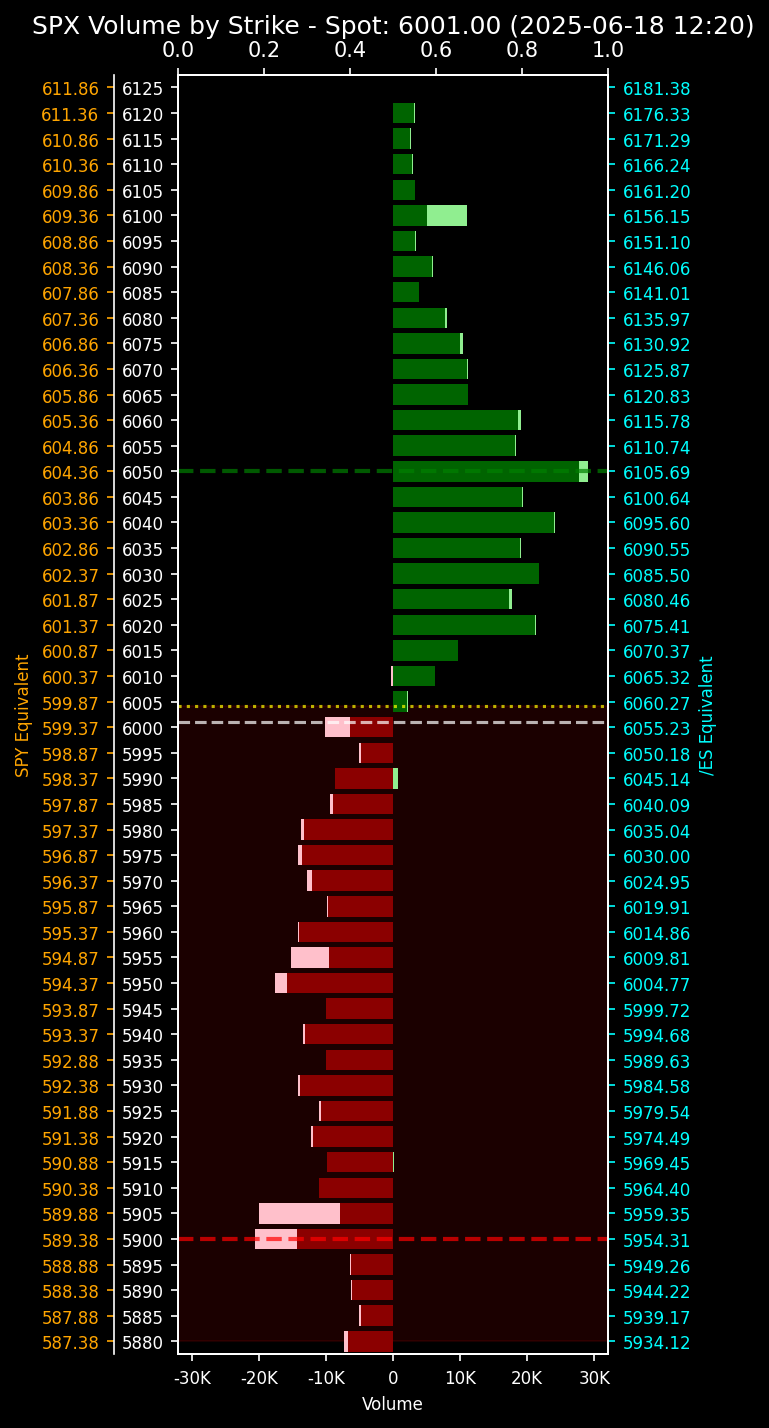 SPX Volume by Strike - Spot: 6001.00 (2025-06-18 12:20)
0.0 0.2 0.4 0.6 0.8 1.0
611.86 6125 6181.38
611.36 6120 6176.33
610.86 6115 6171.29
610.36 6110 6166.24
609.86 6105 6161.20
609.36 6100 6156.15
608.86 6095 6151.10
608.36 6090 6146.06
607.86 6085 6141.01
607.36 6080 6135.97
606.86 6075 6130.92
606.36 6070 6125.87
605.86 6065 6120.83
605.36 6060 6115.78
604.86 6055 6110.74
604.36 6050 6105.69
603.86 6045 6100.64
603.36 6040 6095.60
602.86 6035 6090.55
602.37 6030 6085.50
601.87 6025 6080.46
601.37 6020 6075.41
600.87 6015 6070.37
600.37 6010 6065.32
599.87 6005 6060.27
599.37 6000 6055.23
598.87 5995 6050.18
598.37 5990 6045.14
597.87 5985 6040.09
597.37 5980 6035.04
596.87 5975 6030.00
596.37 5970 6024.95
595.87 5965 6019.91
595.37 5960 6014.86
594.87 5955 6009.81
594.37 5950 6004.77
593.87 5945 5999.72
593.37 5940 5994.68
592.88 5935 5989.63
592.38 5930 5984.58
591.88 5925 5979.54
591.38 5920 5974.49
590.88 5915 5969.45
590.38 5910 5964.40
589.88 5905 5959.35
589.38 5900 5954.31
588.88 5895 5949.26
588.38 5890 5944.22
587.88 5885 5939.17
587.38 5880 5934.12
SPY Equivalent
/ES Equivalent
-30K -20K -10K 0 10K 20K 30K
Volume